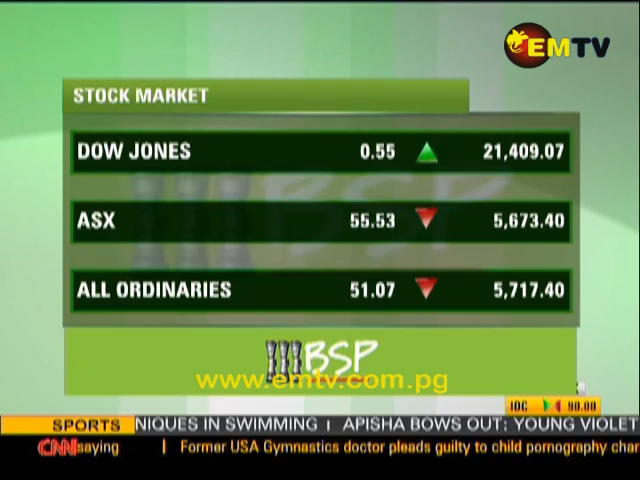 EMTV
STOCK MARKET
DOW JONES 0.55 21,409.07
ASX 55.53 5,673.40
ALL ORDINARIES 51.07 5,717.40
BSP
BSP
www.emtv.com.pg
IOC 90.00
SPORTS NIQUES IN SWIMMING I APISHA BOWS OUT: YOUNG VIOLET
CNN saying | Former USA Gymnastics doctor pleads guilty to child pornography char